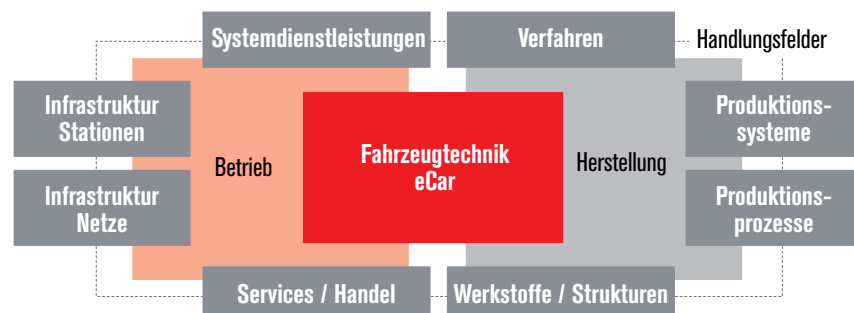 Systemdienstleistungen
Verfahren
Handlungsfelder
Infrastruktur
Stationen
Produktions-
systeme
Betrieb
Fahrzeugtechnik
eCar
Herstellung
Infrastruktur
Netze
Produktions-
prozesse
Services / Handel
Werkstoffe / Strukturen